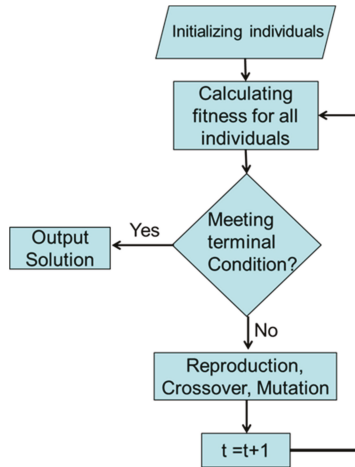 Initializing individuals
Calculating
fitness for all
individuals
Meeting
terminal
Condition?
Yes
Output
Solution
No
Reproduction,
Crossover, Mutation
t =t+1